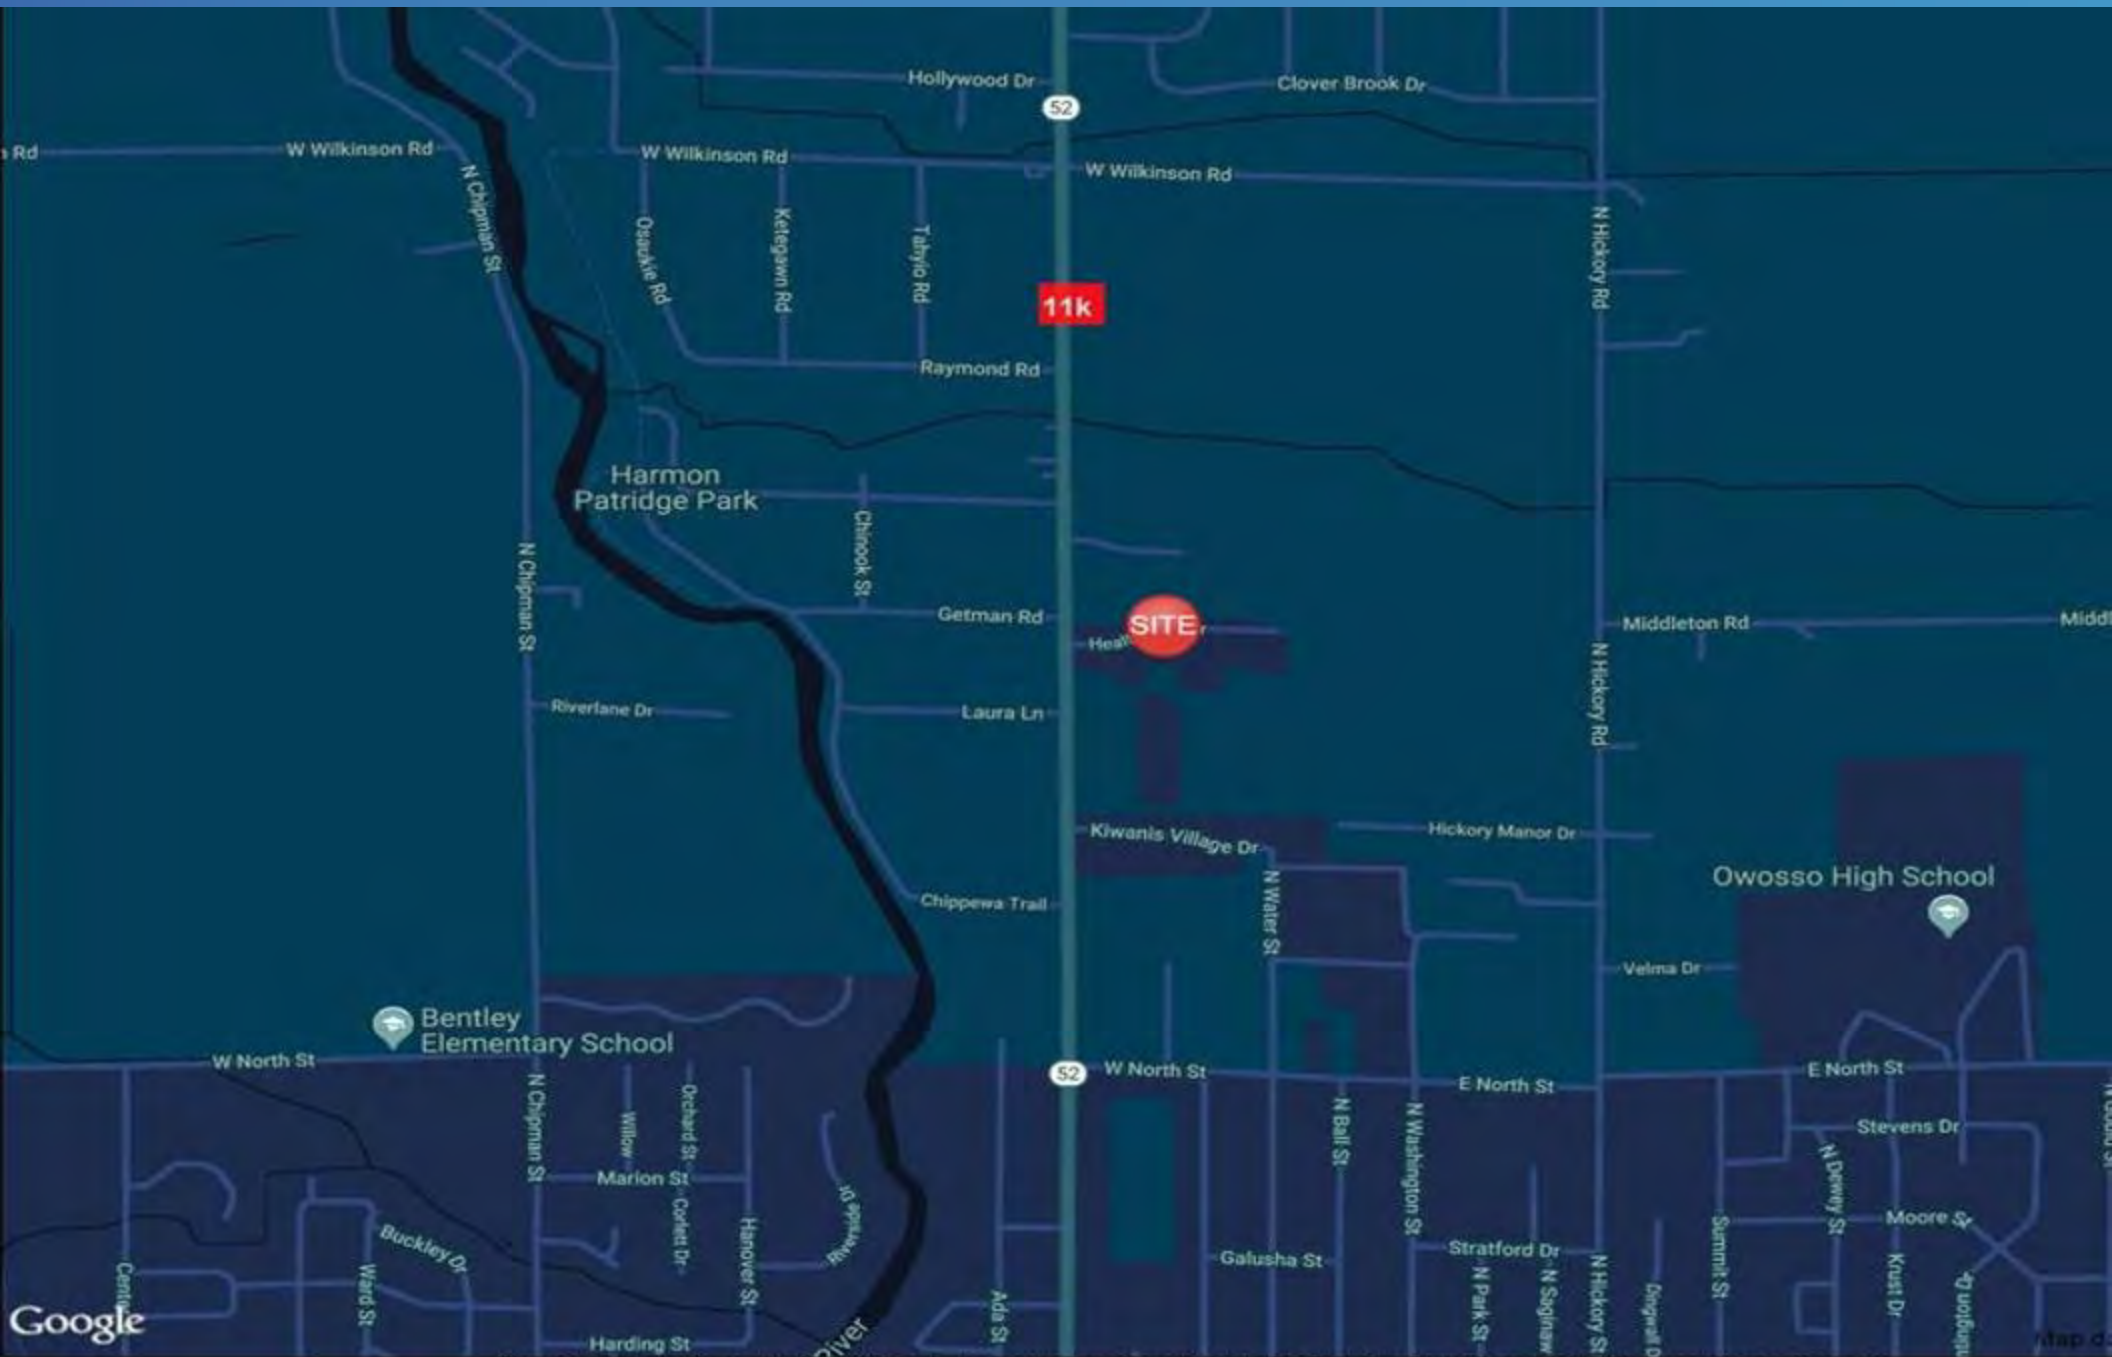 Hollywood Dr
Clover Brook Dr
52
Rd
W Wilkinson Rd
W Wilkinson Rd
W Wilkinson Rd
N Chipman St
Osaukie Rd
Ketegawn Rd
Tahyio Rd
N Hickory Rd
11k
Raymond Rd
Harmon
Patridge Park
Chinook St
N Chipman St
Getman Rd
SITE
Middleton Rd
N Hickory Rd
Riverlane Dr
Laura Ln
Kiwanis Village Dr
Hickory Manor Dr
Owosso High School
N Water St
Chippewa Trail
Velma Dr
Bentley
Elementary School
W North St
52
W North St
E North St
E North St
N Chipman St
Willow
Orchard St
Marion St
Corlett Dr
Hanover St
Riverside Dr
N Ball St
N Washington St
Stevens Dr
N Dewey St
Moore St
Buckley Dr
Ward St
Galusha St
Stratford Dr
N Park St
N Saginaw
N Hickory St
Summit St
Krust Dr
Ada St
Harding St
River
Google